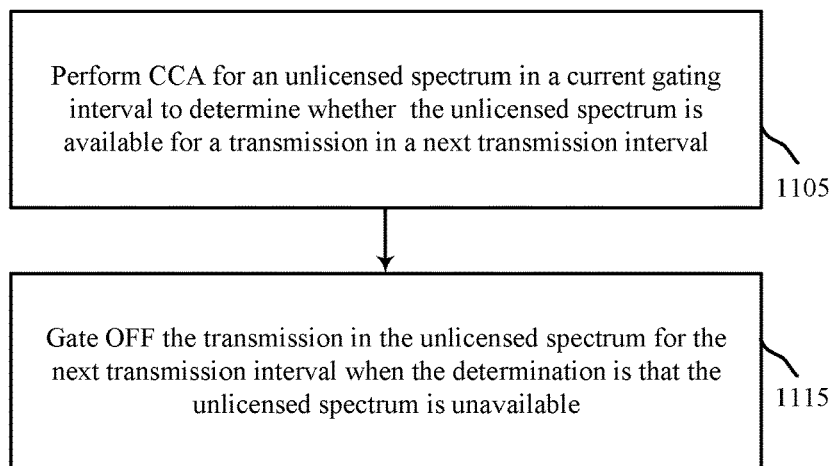 Perform CCA for an unlicensed spectrum in a current gating
interval to determine whether the unlicensed spectrum is
available for a transmission in a next transmission interval
1105
Gate OFF the transmission in the unlicensed spectrum for the
next transmission interval when the determination is that the
unlicensed spectrum is unavailable
1115